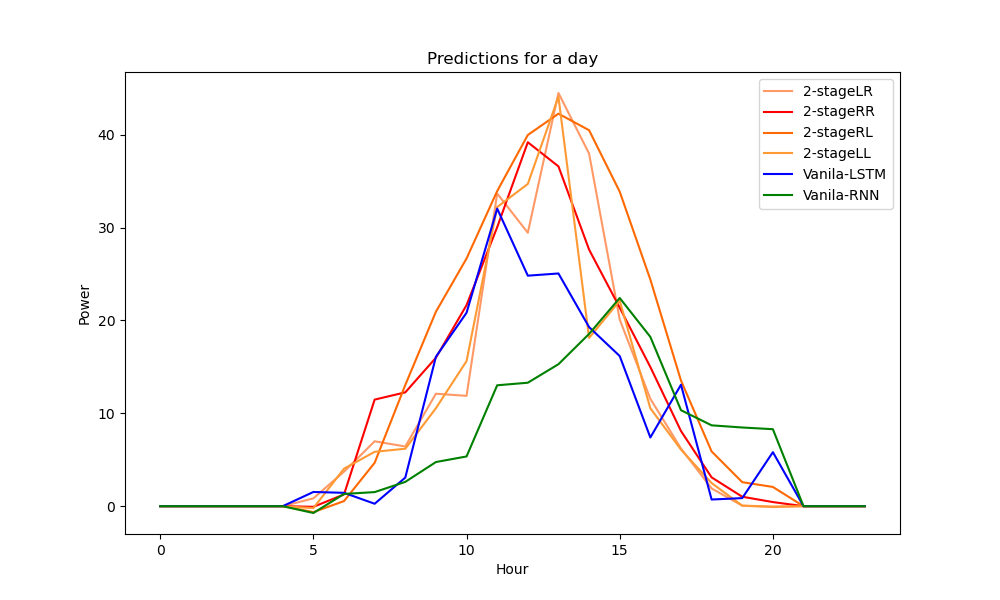 Predictions for a day
2-stageLR
2-stageRR
2-stageRL
2-stageLL
Vanila-LSTM
Vanila-RNN
Power
40
30
20
10
0
0 5 10 15 20
Hour